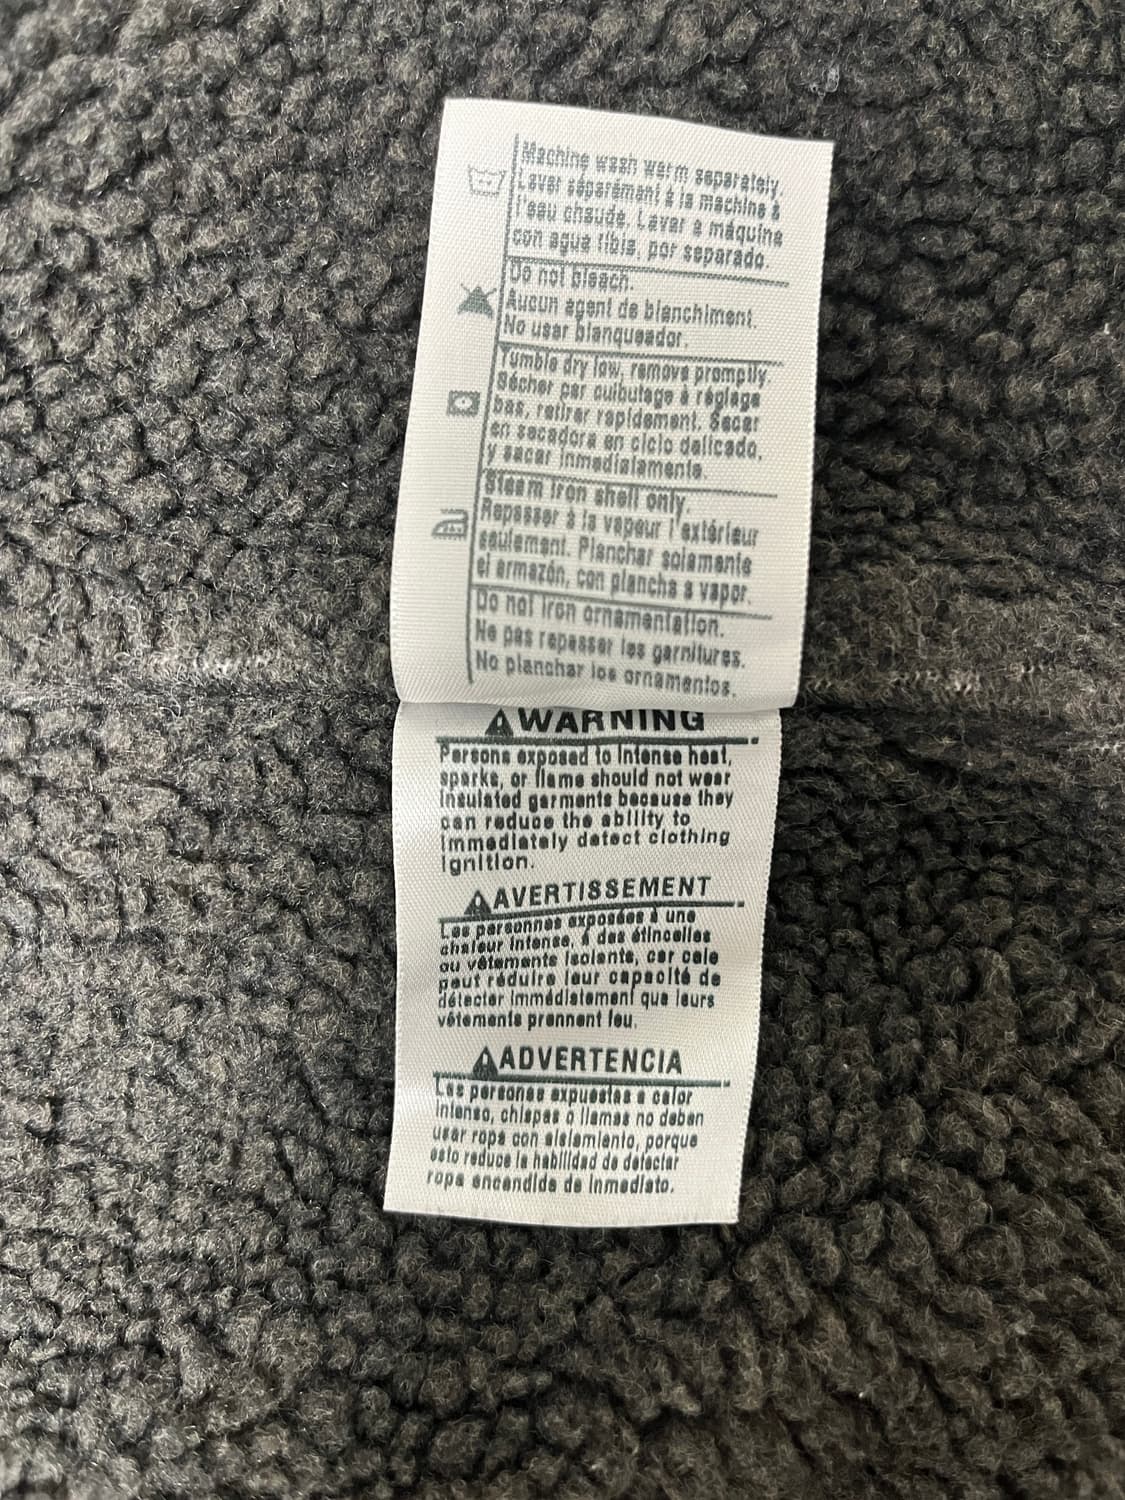 Machine wash warm separately.
Laver séparément à la machine à
l'eau chaude. Lavar a máquina
con agua tibia, por separado.
Do not bleach.
Aucun agent de blanchiment.
No usar blanqueador.
Tumble dry low, remove promptly.
Sécher par culbutage à réglage
bas, retirer rapidement. Secar
en secadora en ciclo delicado,
y sacar inmediatamente.
Steam iron shell only.
Repasser à la vapeur l'extérieur
seulement. Planchar solamente
el armazón, con plancha a vapor.
Do not iron ornamentation.
Ne pas repasser les garnitures.
No planchar los ornamentos.
WARNING
Persons exposed to intense heat,
sparks, or flame should not wear
insulated garments because they
can reduce the ability to
immediately detect clothing
ignition.
AVERTISSEMENT
Les personnes exposées à une
chaleur intense, à des étincelles
ou vêtements isolants, car cela
peut réduire leur capacité de
détecter immédiatement que leurs
vêtements prennent feu.
ADVERTENCIA
Las personas expuestas a calor
intenso, chispas o llamas no deben
usar ropa con aislamiento, porque
esto reduce la habilidad de detectar
ropa encendida de inmediato.